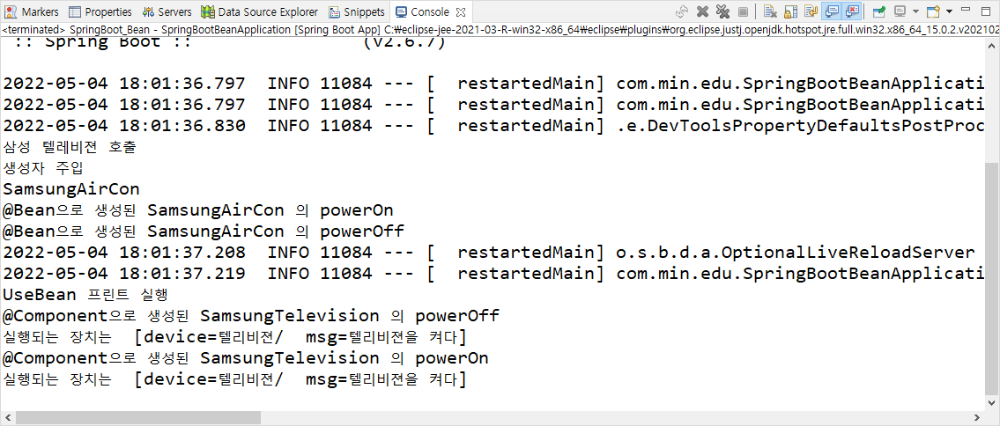 Markers Properties Servers Data Source Explorer Snippets Console
<terminated> SpringBoot_Bean - SpringBootBeanApplication [Spring Boot App] C:₩eclipse-jee-2021-03-R-win32-x86_64₩eclipse₩plugins₩org.eclipse.justj.openjdk.hotspot.jre.full.win32.x86_64_15.0.2.v202102
:: Spring Boot :: (v2.6.7)
2022-05-04 18:01:36.797 INFO 11084 --- [ restartedMain] com.min.edu.SpringBootBeanApplicati
2022-05-04 18:01:36.797 INFO 11084 --- [ restartedMain] com.min.edu.SpringBootBeanApplicati
2022-05-04 18:01:36.830 INFO 11084 --- [ restartedMain] .e.DevToolsPropertyDefaultsPostProc
삼성 텔레비젼 호출
생성자 주입
SamsungAirCon
@Bean으로 생성된 SamsungAirCon 의 powerOn
@Bean으로 생성된 SamsungAirCon 의 powerOff
2022-05-04 18:01:37.208 INFO 11084 --- [ restartedMain] o.s.b.d.a.OptionalLiveReloadServer
2022-05-04 18:01:37.219 INFO 11084 --- [ restartedMain] com.min.edu.SpringBootBeanApplicati
UseBean 프린트 실행
@Component으로 생성된 SamsungTelevision 의 powerOff
실행되는 장치는 [device=텔리비젼/ msg=텔리비젼을 켜다]
@Component으로 생성된 SamsungTelevision 의 powerOn
실행되는 장치는 [device=텔리비젼/ msg=텔리비젼을 켜다]